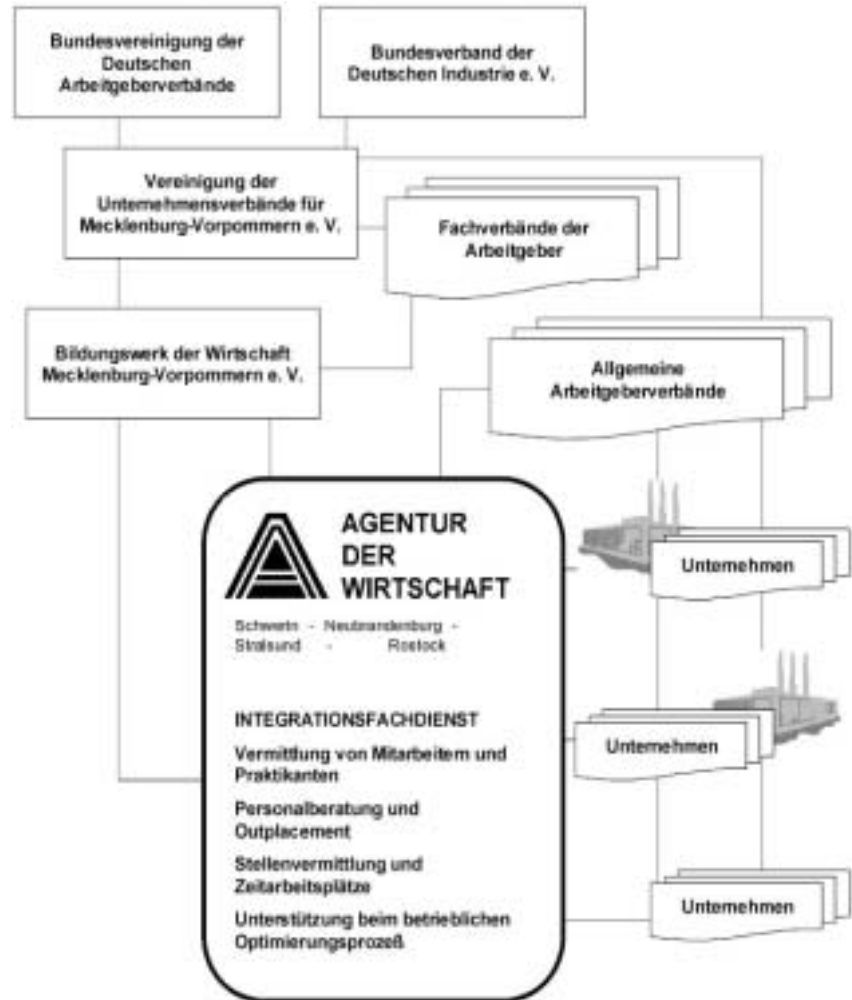 Bundesvereinigung der
Deutschen
Arbeitgeberverbände
Bundesverband der
Deutschen Industrie e. V.
Vereinigung der
Unternehmensverbände für
Mecklenburg-Vorpommern e. V.
Fachverbände der
Arbeitgeber
Bildungswerk der Wirtschaft
Mecklenburg-Vorpommern e. V.
Allgemeine
Arbeitgeberverbände
AGENTUR
DER
WIRTSCHAFT
Schwerin - Neubrandenburg -
Stralsund - Rostock
Unternehmen
INTEGRATIONSFACHDIENST
Vermittlung von Mitarbeitern und
Praktikanten
Unternehmen
Personalberatung und
Outplacement
Stellenvermittlung und
Zeitarbeitsplätze
Unterstützung beim betrieblichen
Optimierungsprozeß
Unternehmen